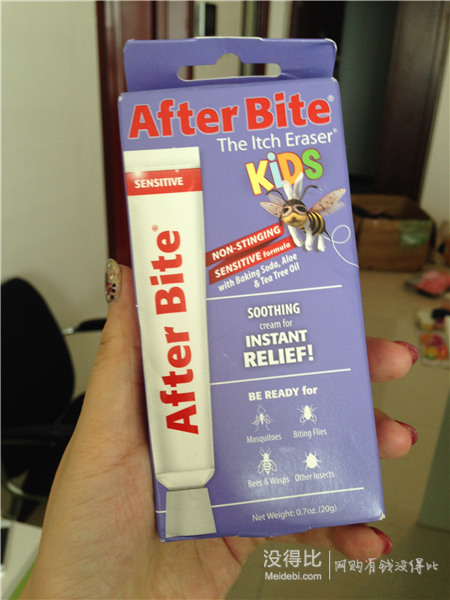 After Bite®
The Itch Eraser®
KiDS
SENSITIVE
After Bite®
NON-STINGING
SENSITIVE formula
with Baking Soda, Aloe
& Tea Tree Oil
SOOTHING
cream for
INSTANT
RELIEF!
BE READY for
Mosquitoes
Biting Flies
Bees & Wasps
Other Insects
Net Weight: 0.7oz. (20g)
没得比
Meidebi.com
网购有钱没得比